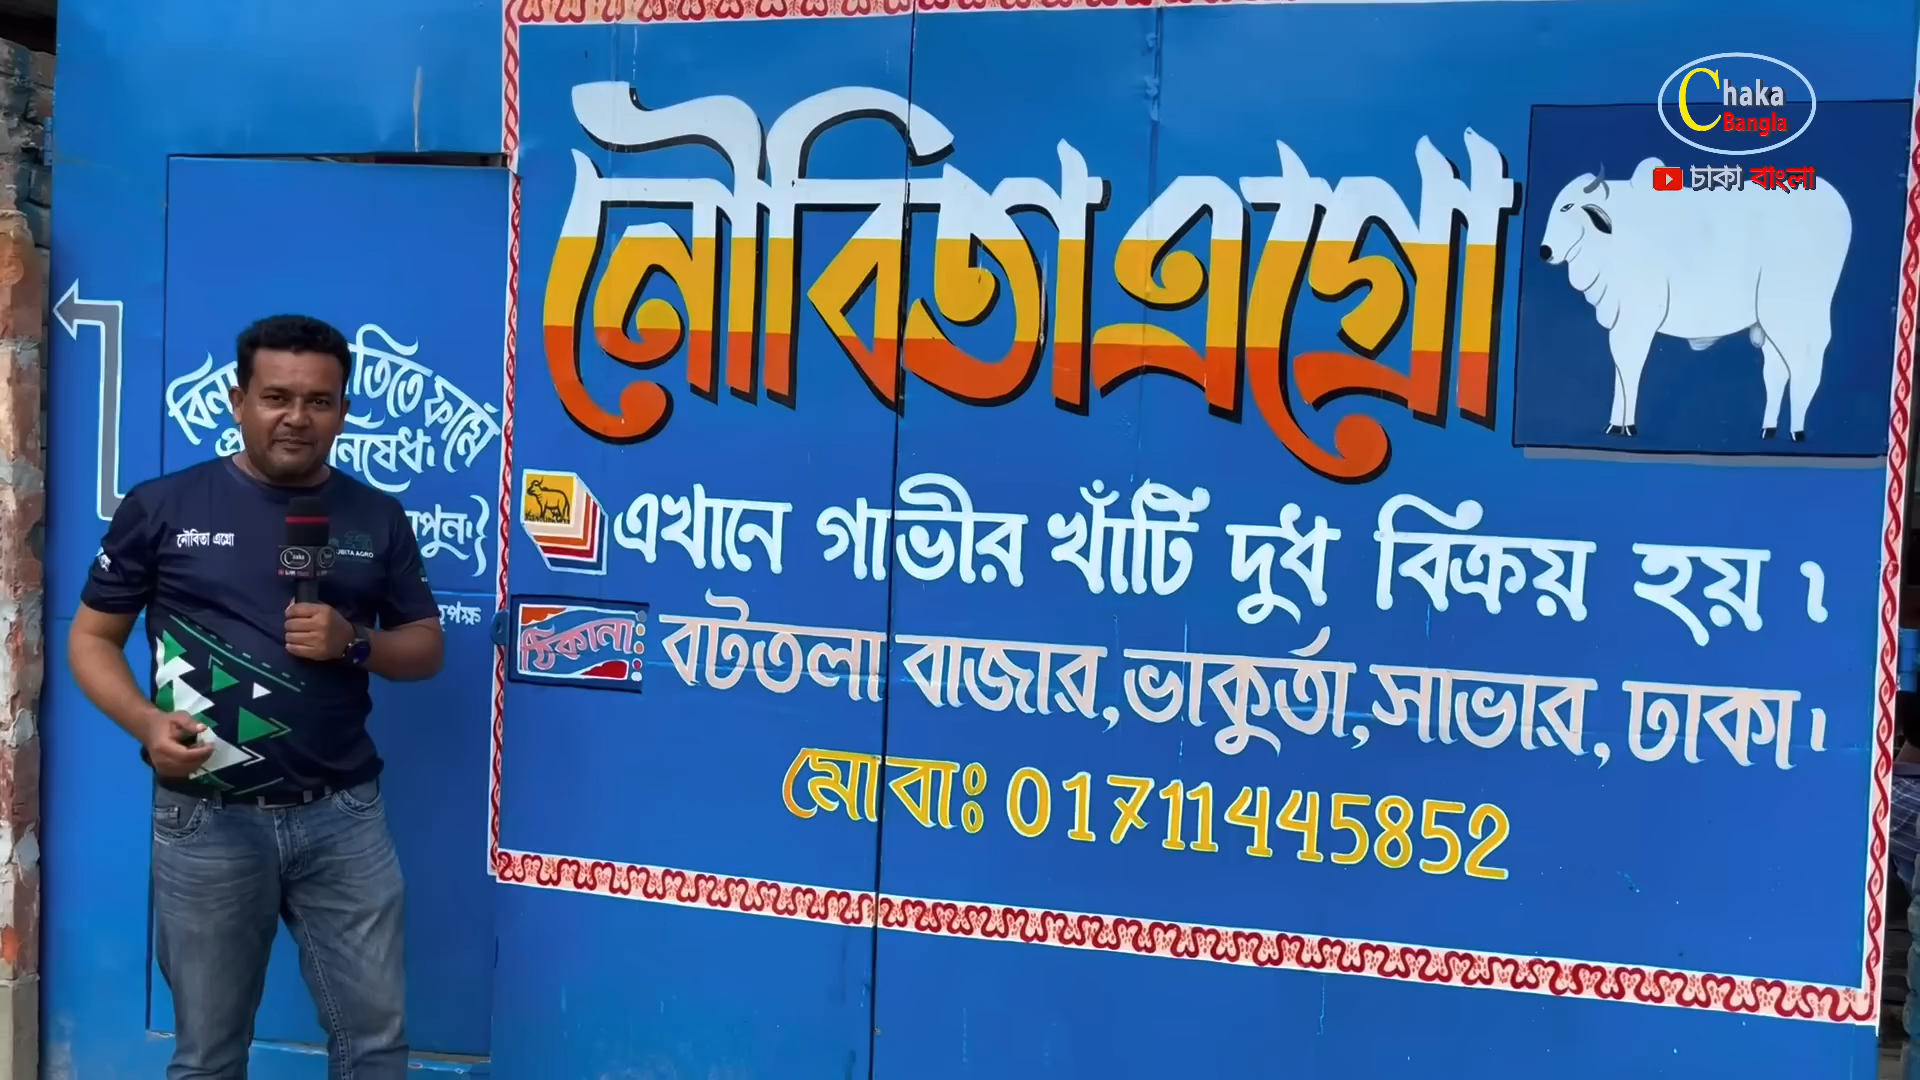 Chaka
Bangla
চাকা বাংলা
নৌবিতা এগ্রো
এখানে গাভীর খাঁটি দুধ বিক্রয় হয়।
ঠিকানা: বটতলা বাজার, ভাকুর্তা, সাভার, ঢাকা।
মোবাঃ 01711445852
ফার্মে
নিষেধ।
নৌবিতা এগ্রো